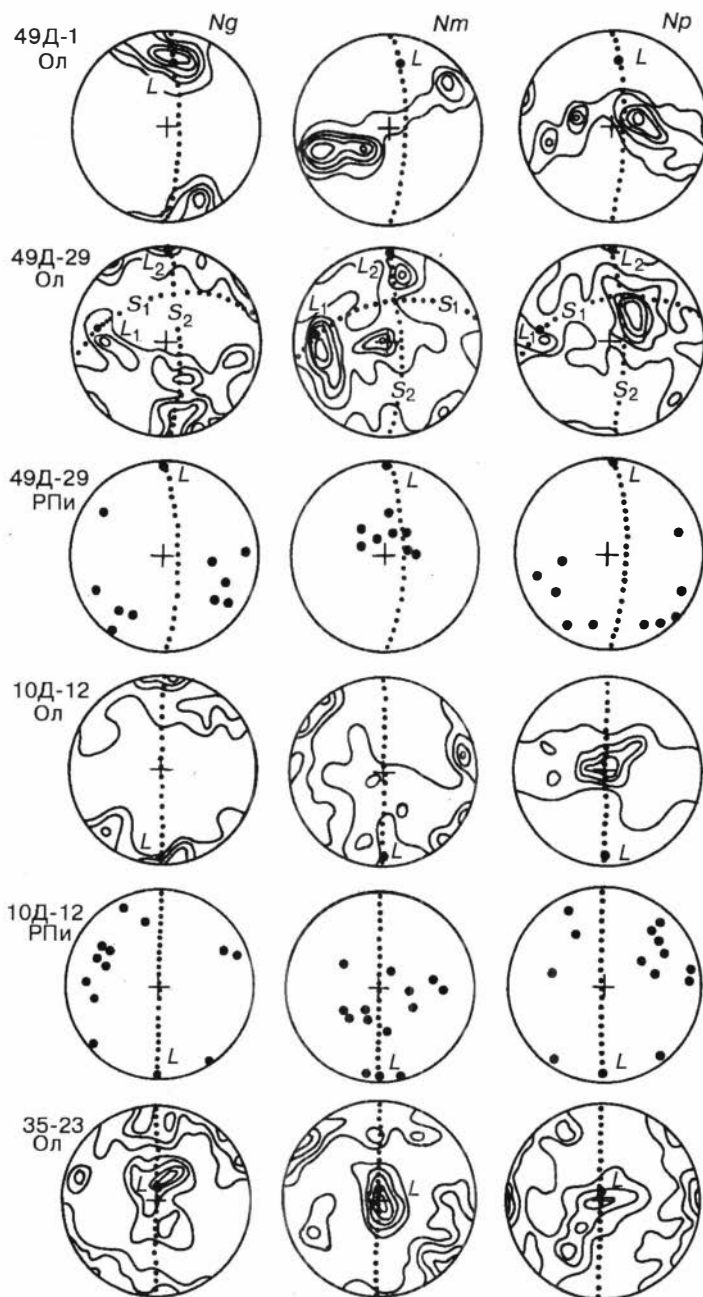 Ng Nm Np
49Д-1
Ол
L L L
49Д-29
Ол
L₂ L₂
S₁ L₁ S₁ S₁
L₁ S₂ L₁
S₂ S₂
49Д-29
РПи
L L L
10Д-12
Ол
L L L
10Д-12
РПи
L L L
35-23
Ол
L L L